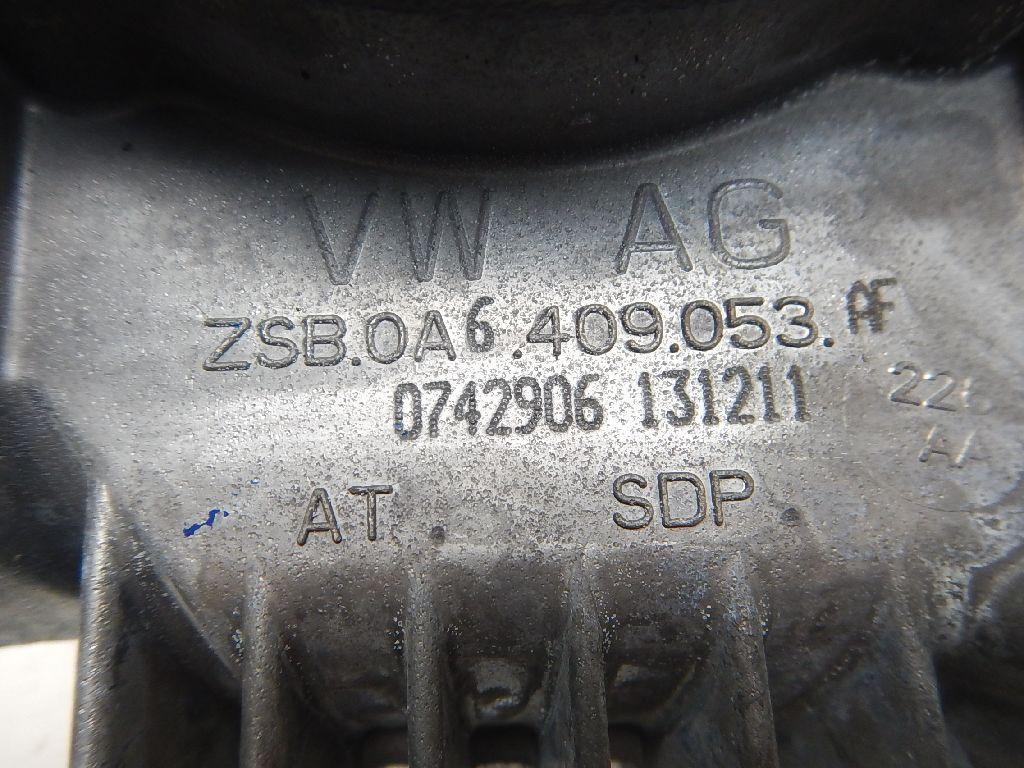 VW AG
ZSB.0A6.409.053.AF
0742906 131211
AT SDP